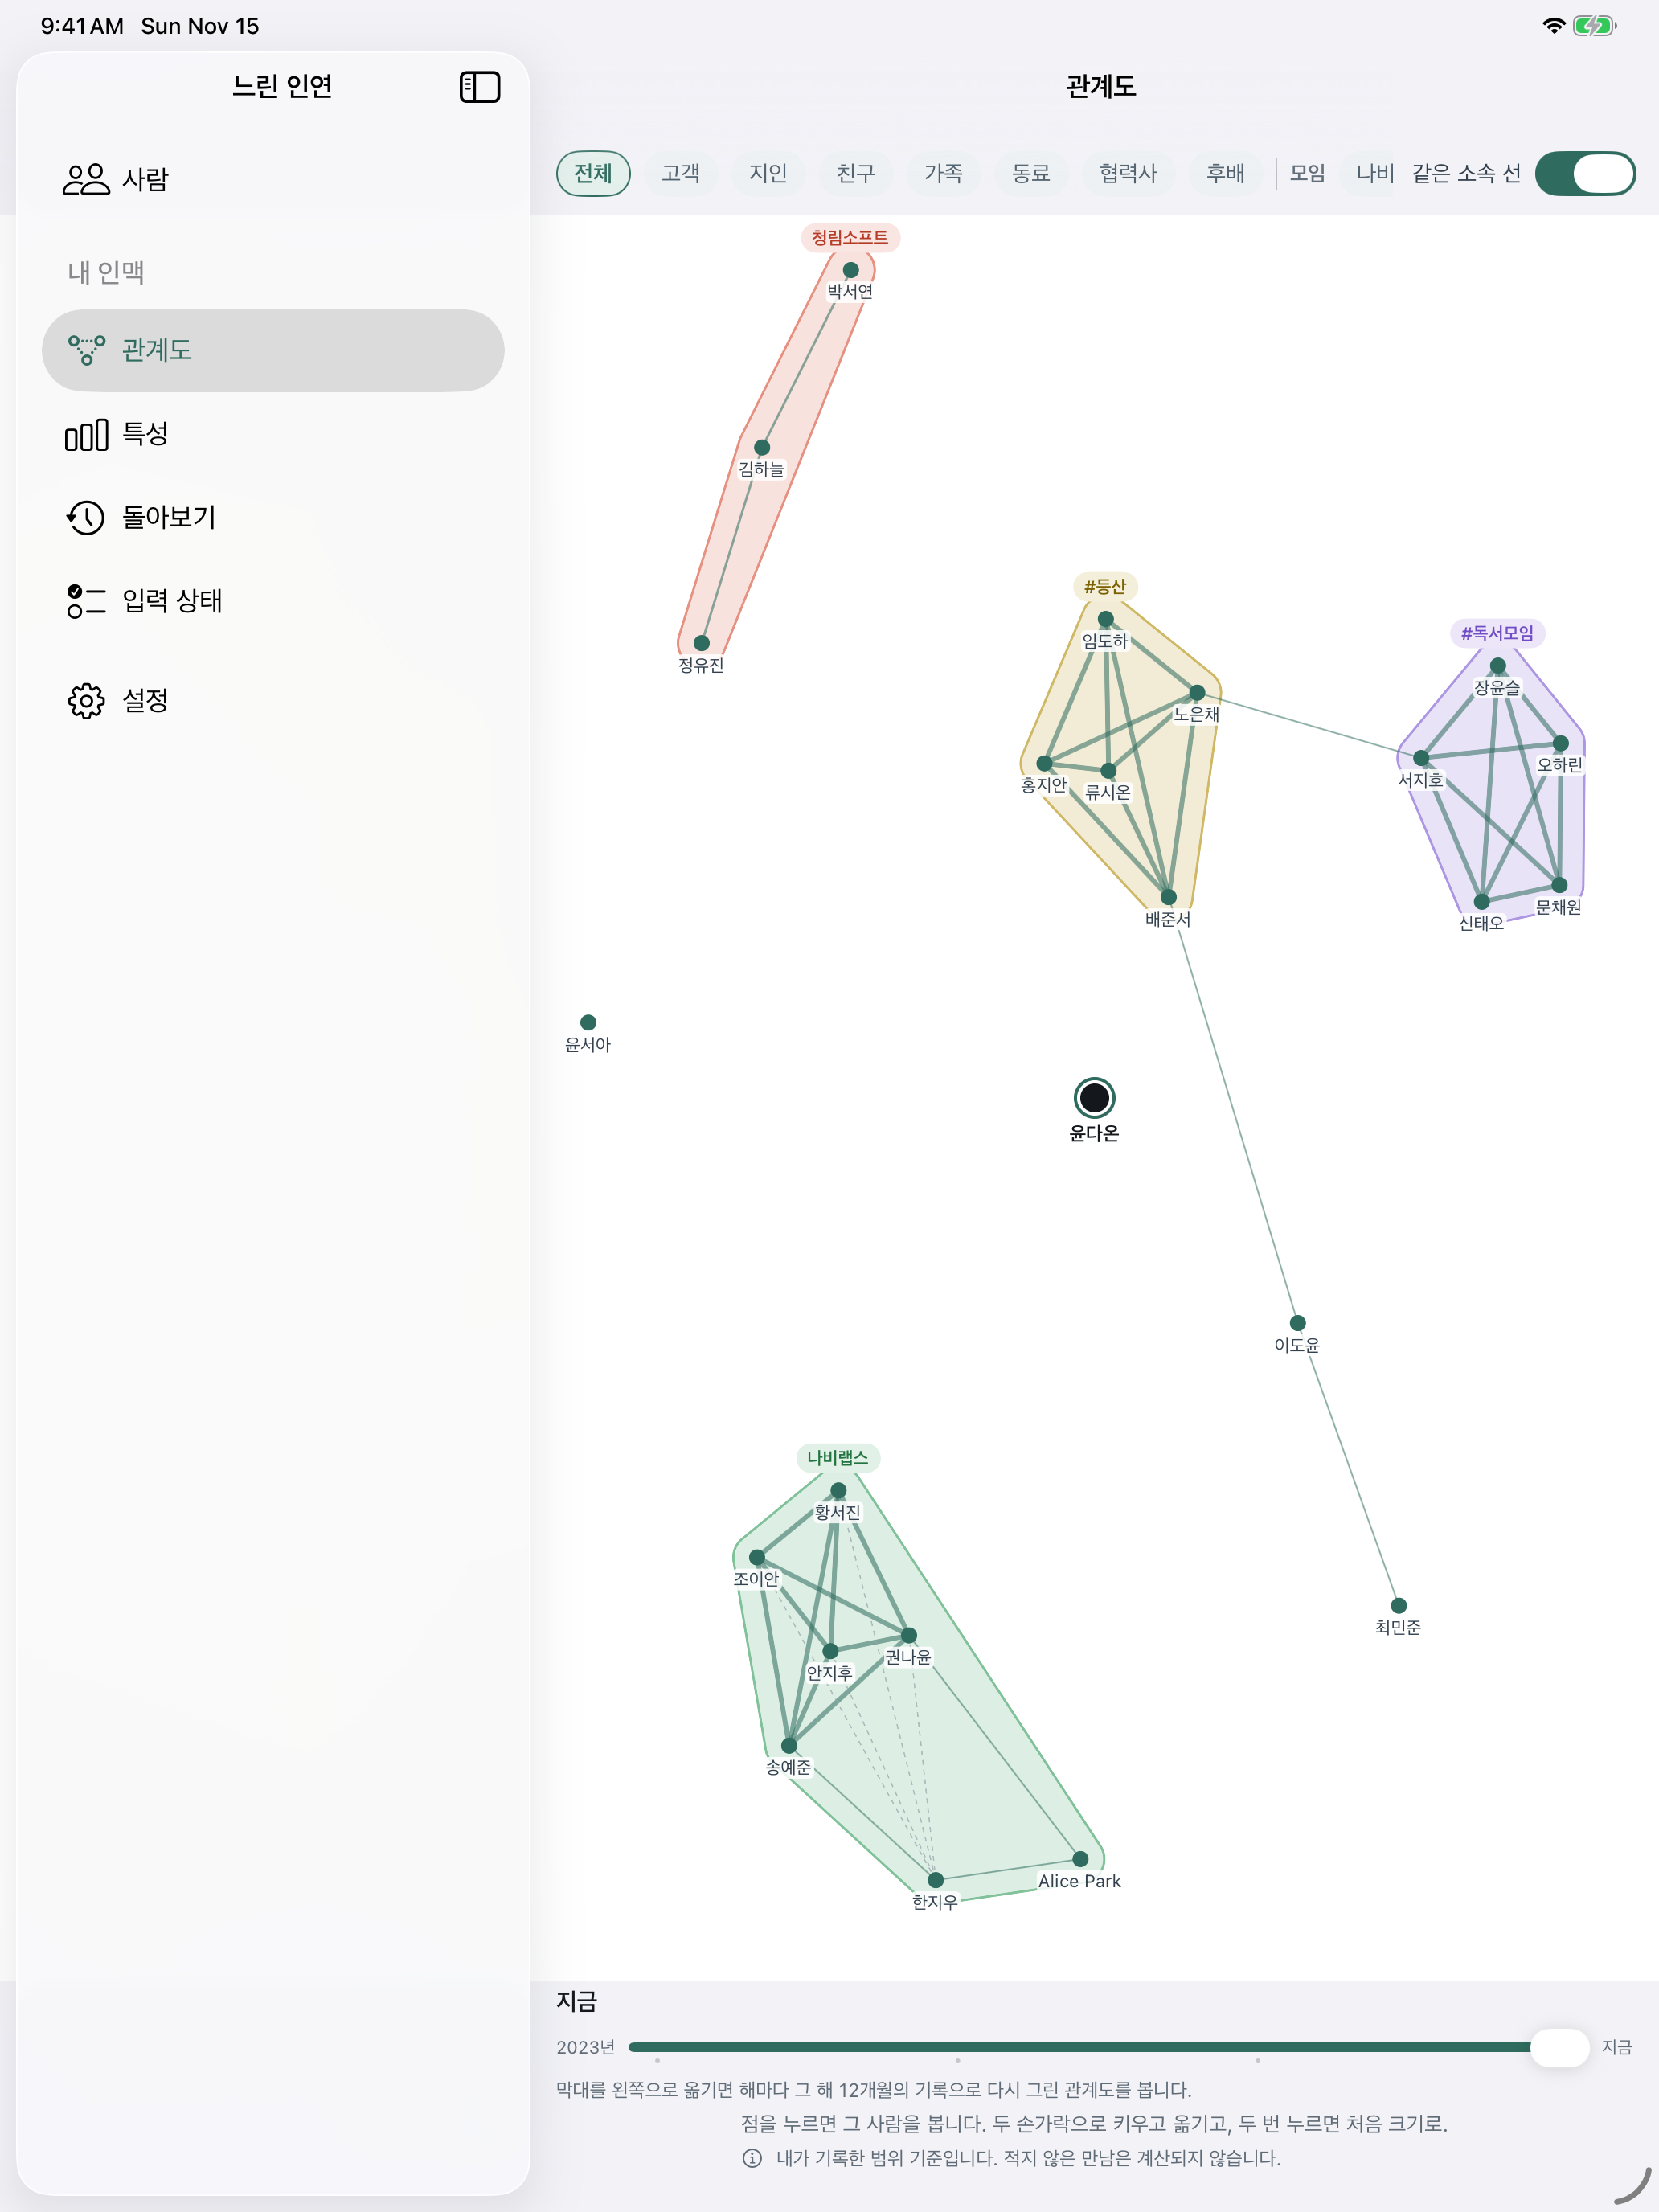 9:41 AM Sun Nov 15
느린 인연
사람
내 인맥
관계도
특성
돌아보기
입력 상태
설정
관계도
전체 고객 지인 친구 가족 동료 협력사 후배 모임 나비 같은 소속 선
청림소프트
박서연
김하늘
정유진
#등산
임도하
노은채
홍지안
류시온
배준서
#독서모임
장윤슬
오하린
서지호
문채원
신태오
윤서아
윤다온
이도윤
최민준
나비랩스
황서진
조이안
권나윤
안지후
송예준
Alice Park
한지우
지금
2023년 지금
막대를 왼쪽으로 옮기면 해마다 그 해 12개월의 기록으로 다시 그린 관계도를 봅니다.
점을 누르면 그 사람을 봅니다. 두 손가락으로 키우고 옮기고, 두 번 누르면 처음 크기로.
내가 기록한 범위 기준입니다. 적지 않은 만남은 계산되지 않습니다.